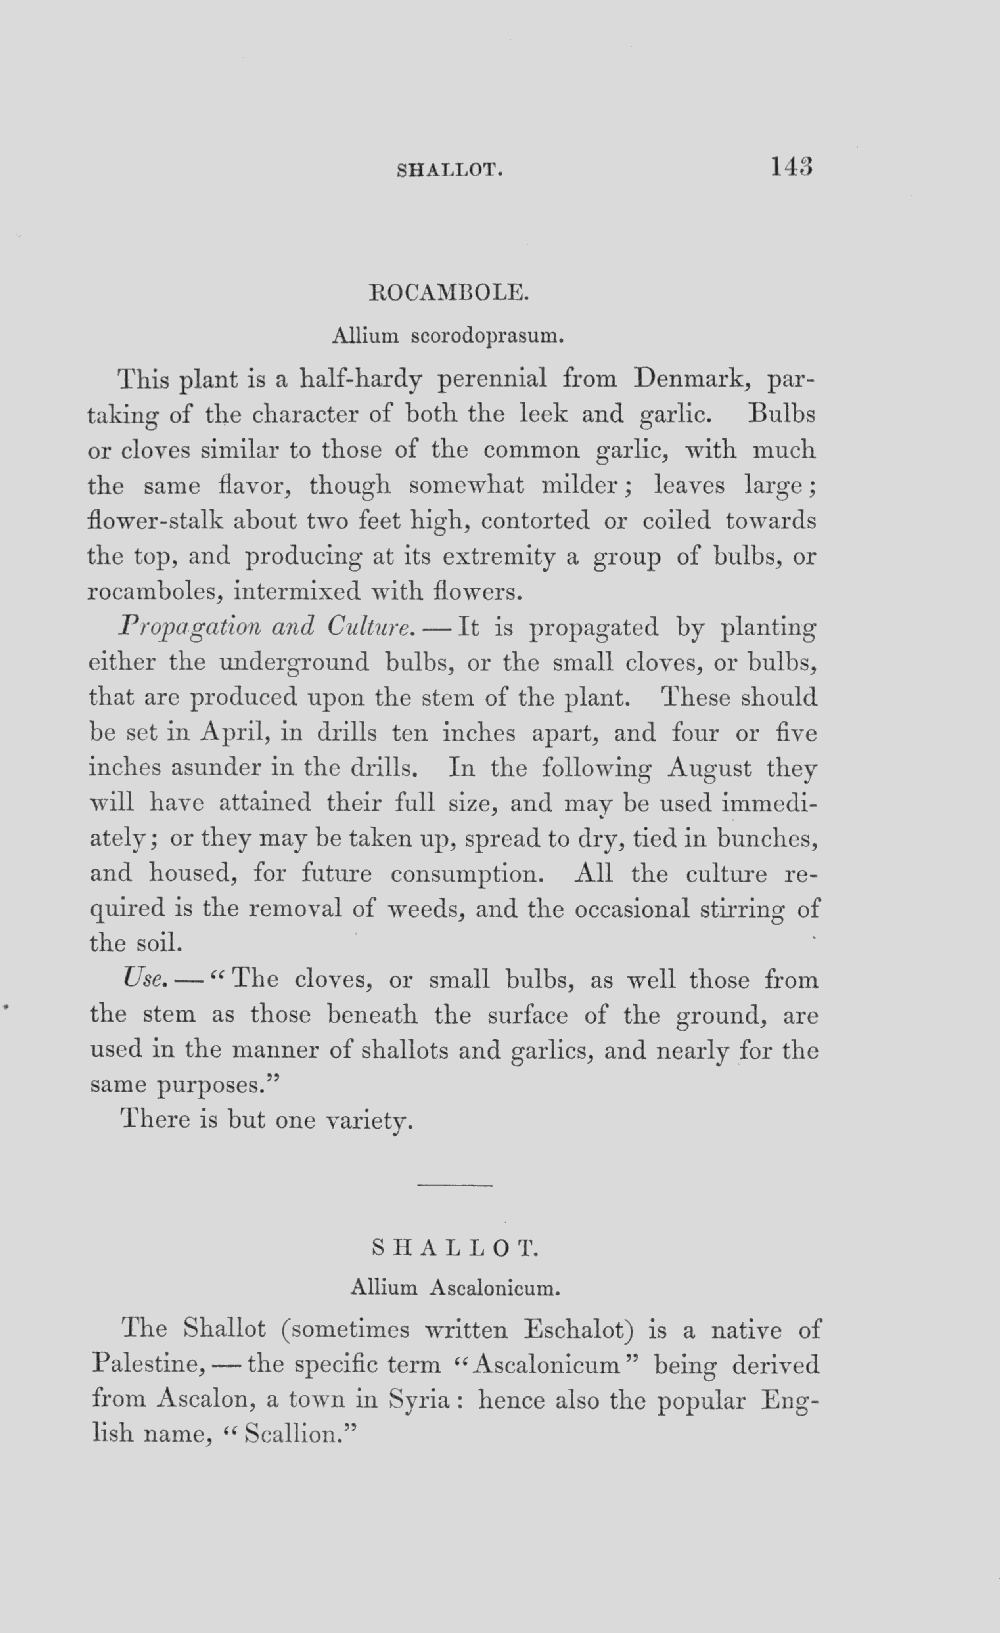 SHALLOT. 143
ROCAMBOLE.
Allium scorodoprasum.
This plant is a half-hardy perennial from Denmark, par-
taking of the character of both the leek and garlic. Bulbs
or cloves similar to those of the common garlic, with much
the same flavor, though somewhat milder; leaves large;
flower-stalk about two feet high, contorted or coiled towards
the top, and producing at its extremity a group of bulbs, or
rocamboles, intermixed with flowers.
Propagation and Culture. — It is propagated by planting
either the underground bulbs, or the small cloves, or bulbs,
that are produced upon the stem of the plant. These should
be set in April, in drills ten inches apart, and four or five
inches asunder in the drills. In the following August they
will have attained their full size, and may be used immedi-
ately; or they may be taken up, spread to dry, tied in bunches,
and housed, for future consumption. All the culture re-
quired is the removal of weeds, and the occasional stirring of
the soil.
Use. — “The cloves, or small bulbs, as well those from
the stem as those beneath the surface of the ground, are
used in the manner of shallots and garlics, and nearly for the
same purposes.”
There is but one variety.
SHALLOT.
Allium Ascalonicum.
The Shallot (sometimes written Eschalot) is a native of
Palestine, — the specific term “Ascalonicum” being derived
from Ascalon, a town in Syria: hence also the popular Eng-
lish name, “Scallion.”